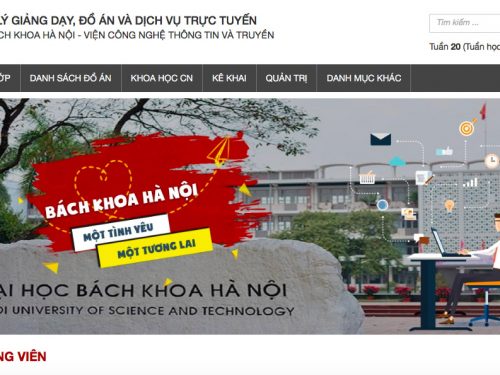 LÝ GIẢNG DẠY, ĐỒ ÁN VÀ DỊCH VỤ TRỰC TUYẾN
CH KHOA HÀ NỘI - VIỆN CÔNG NGHỆ THÔNG TIN VÀ TRUYỀN
Tìm kiếm ...
Tuần 20 (Tuần học
ỚP DANH SÁCH ĐỒ ÁN KHOA HỌC CN KÊ KHAI QUẢN TRỊ DANH MỤC KHÁC
BÁCH KHOA HÀ NỘI
MỘT TÌNH YÊU
MỘT TƯƠNG LAI
ẠI HỌC BÁCH KHOA HÀ NỘI
OI UNIVERSITY OF SCIENCE AND TECHNOLOGY
NG VIÊN